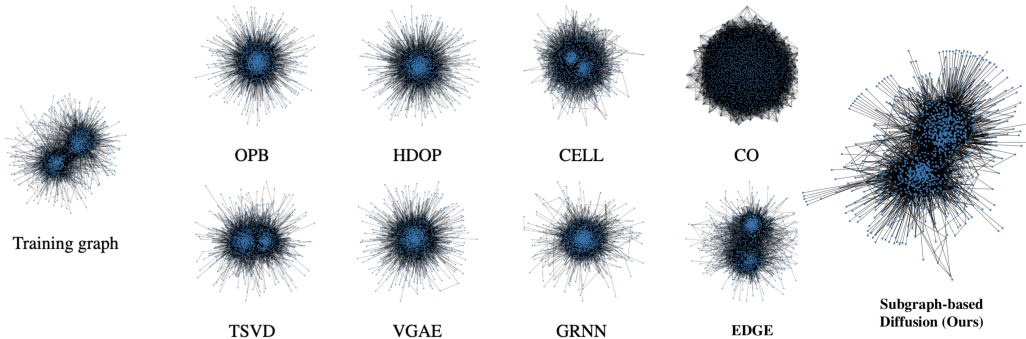 OPB
HDOP
CELL
CO
Training graph
TSVD
VGAE
GRNN
EDGE
Subgraph-based
Diffusion (Ours)